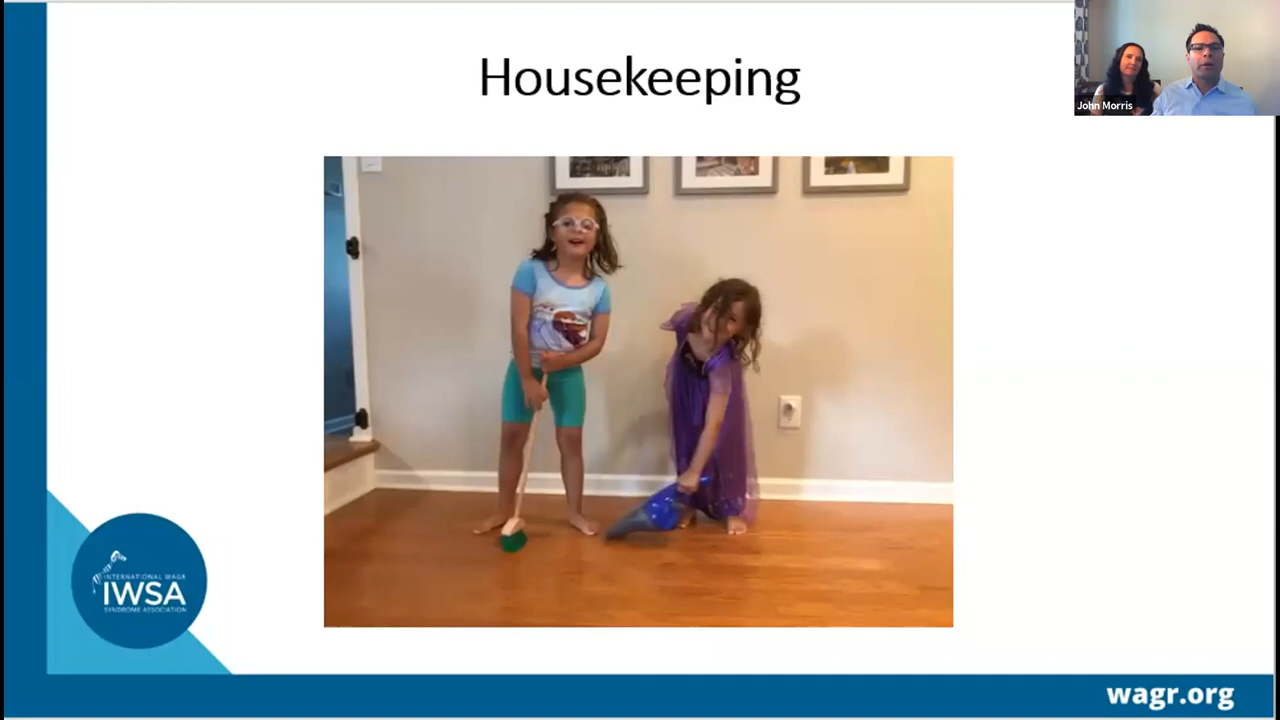 Housekeeping
John Morris
INTERNATIONAL WAGR
IWSA
SYNDROME ASSOCIATION
wagr.org